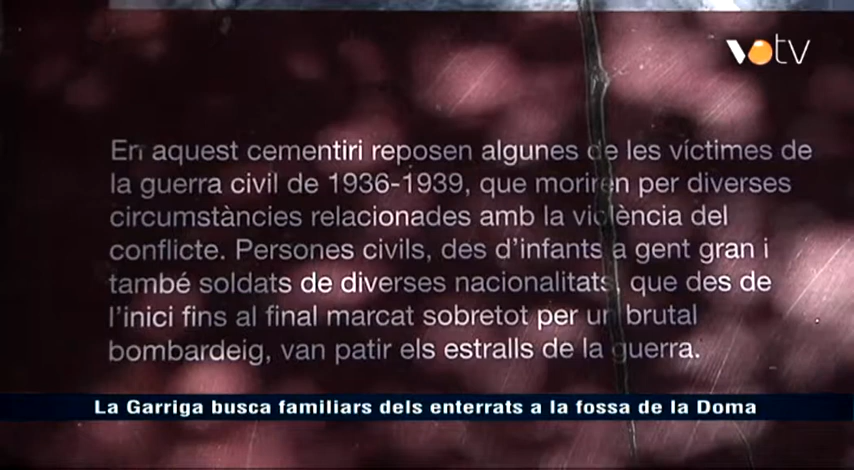 votv
En aquest cementiri reposen algunes de les víctimes de
la guerra civil de 1936-1939, que moriren per diverses
circumstàncies relacionades amb la violència del
conflicte. Persones civils, des d'infants a gent gran i
també soldats de diverses nacionalitats, que des de
l'inici fins al final marcat sobretot per un brutal
bombardeig, van patir els estralls de la guerra.
La Garriga busca familiars dels enterrats a la fossa de la Doma